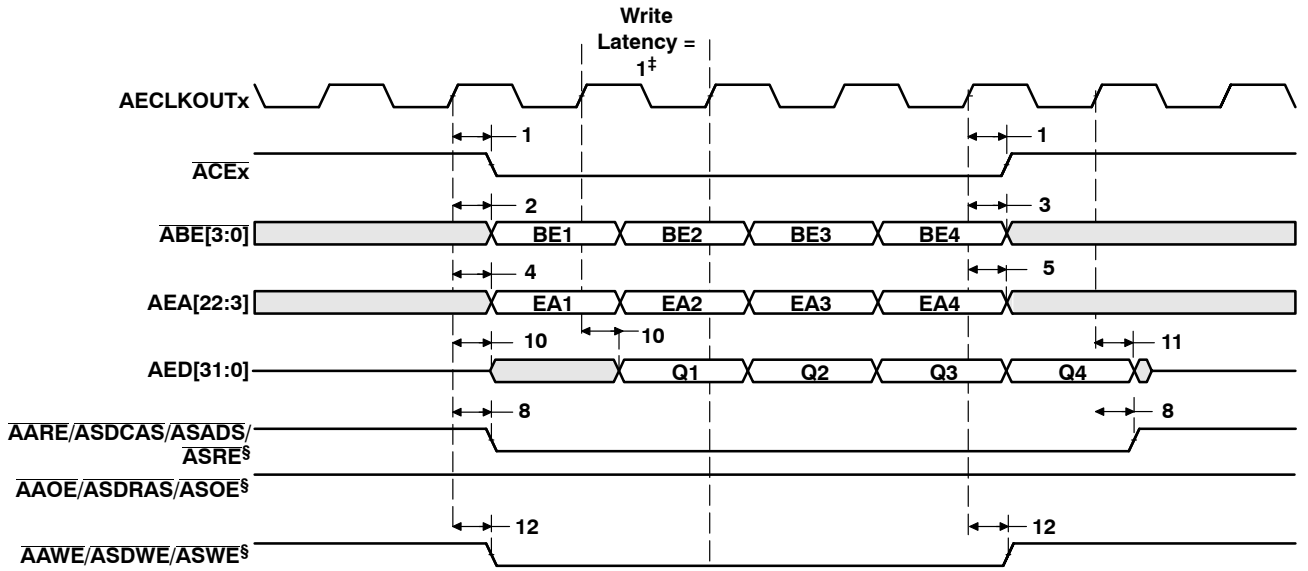 Write
Latency =
1‡
AECLKOUTx
1 1
ACEx
2 3
ABE[3:0] BE1 BE2 BE3 BE4
4 5
AEA[22:3] EA1 EA2 EA3 EA4
10 10 11
AED[31:0] Q1 Q2 Q3 Q4
8 8
AARE/ASDCAS/ASADS/
ASRE§
AAOE/ASDRAS/ASOE§
12 12
AAWE/ASDWE/ASWE§